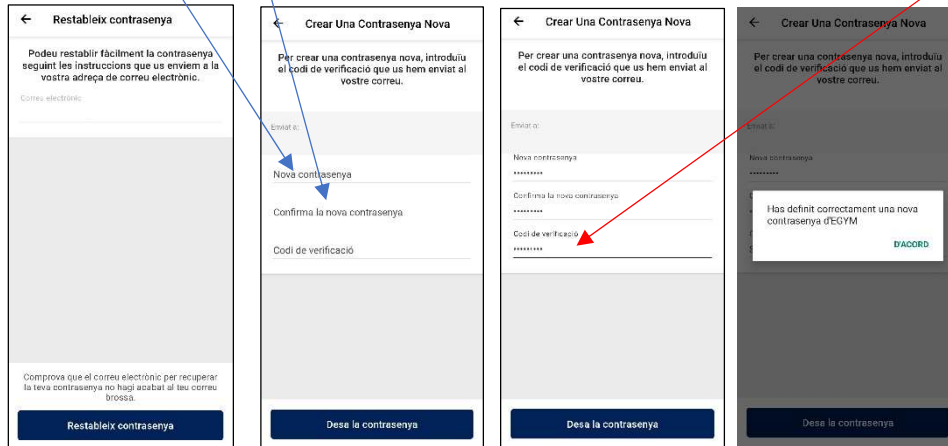 ← Restableix contrasenya
Podeu restablir fàcilment la contrasenya
seguint les instruccions que us enviem a la
vostra adreça de correu electrònic.
Correu electrònic
Comprova que el correu electrònic per recuperar
la teva contrasenya no hagi acabat al teu correu
brossa.
Restableix contrasenya
← Crear Una Contrasenya Nova
Per crear una contrasenya nova, introduïu
el codi de verificació que us hem enviat al
vostre correu.
Enviat a:
Nova contrasenya
Confirma la nova contrasenya
Codi de verificació
Desa la contrasenya
← Crear Una Contrasenya Nova
Per crear una contrasenya nova, introduïu
el codi de verificació que us hem enviat al
vostre correu.
Enviat a:
Nova contrasenya
•••••••••
Confirma la nova contrasenya
•••••••••
Codi de verificació
•••••••••
Desa la contrasenya
← Crear Una Contrasenya Nova
Per crear una contrasenya nova, introduïu
el codi de verificació que us hem enviat al
vostre correu.
Enviat a:
Nova contrasenya
•••••••••
Has definit correctament una nova
contrasenya d'EGYM
D'ACORD
Desa la contrasenya